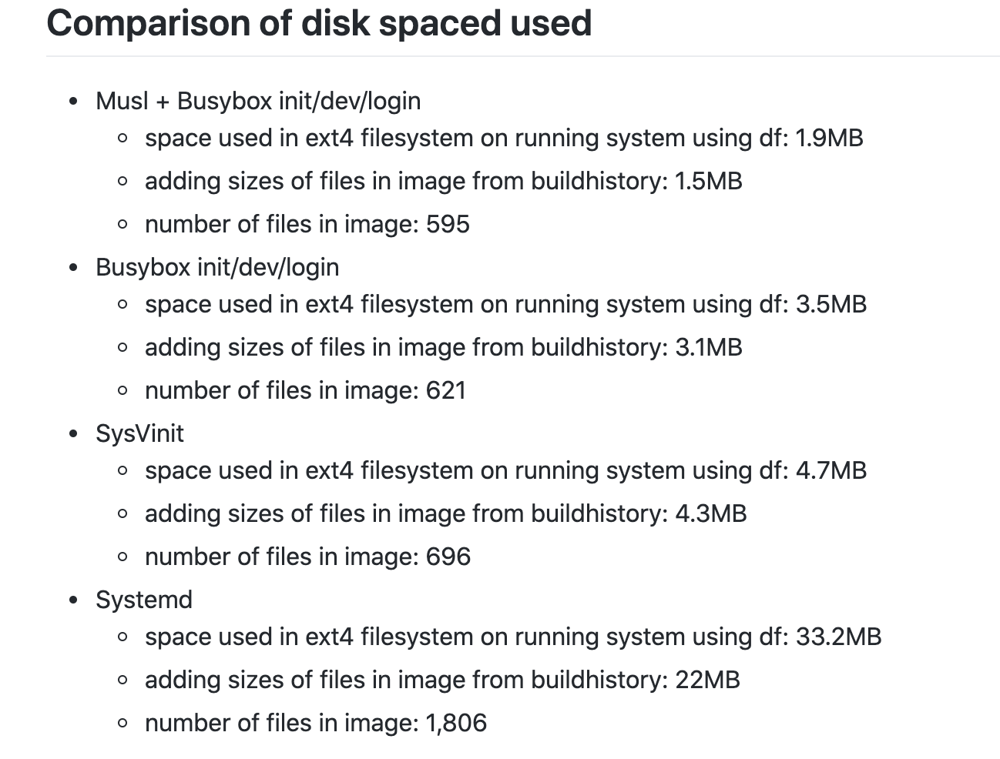 Comparison of disk spaced used
Musl + Busybox init/dev/login
space used in ext4 filesystem on running system using df: 1.9MB
adding sizes of files in image from buildhistory: 1.5MB
number of files in image: 595
Busybox init/dev/login
space used in ext4 filesystem on running system using df: 3.5MB
adding sizes of files in image from buildhistory: 3.1MB
number of files in image: 621
SysVinit
space used in ext4 filesystem on running system using df: 4.7MB
adding sizes of files in image from buildhistory: 4.3MB
number of files in image: 696
Systemd
space used in ext4 filesystem on running system using df: 33.2MB
adding sizes of files in image from buildhistory: 22MB
number of files in image: 1,806